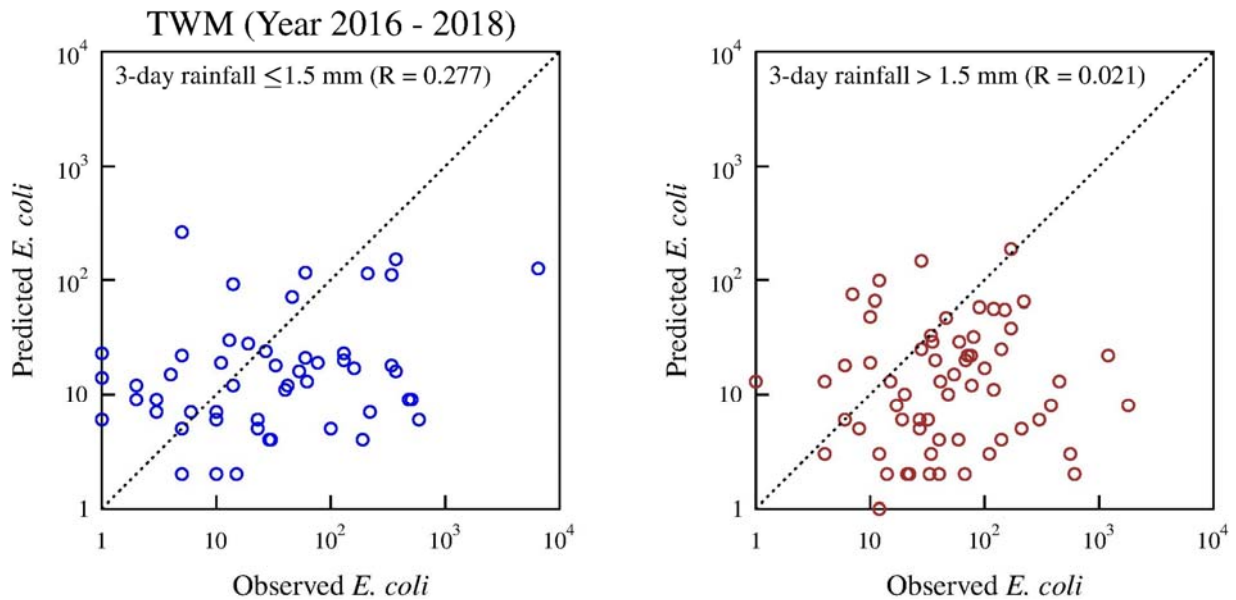 TWM (Year 2016 - 2018)
3-day rainfall ≤1.5 mm (R = 0.277)
Predicted E. coli
10^4
10^3
10^2
10
1
1 10 10^2 10^3 10^4
Observed E. coli
3-day rainfall > 1.5 mm (R = 0.021)
Predicted E. coli
10^4
10^3
10^2
10
1
1 10 10^2 10^3 10^4
Observed E. coli